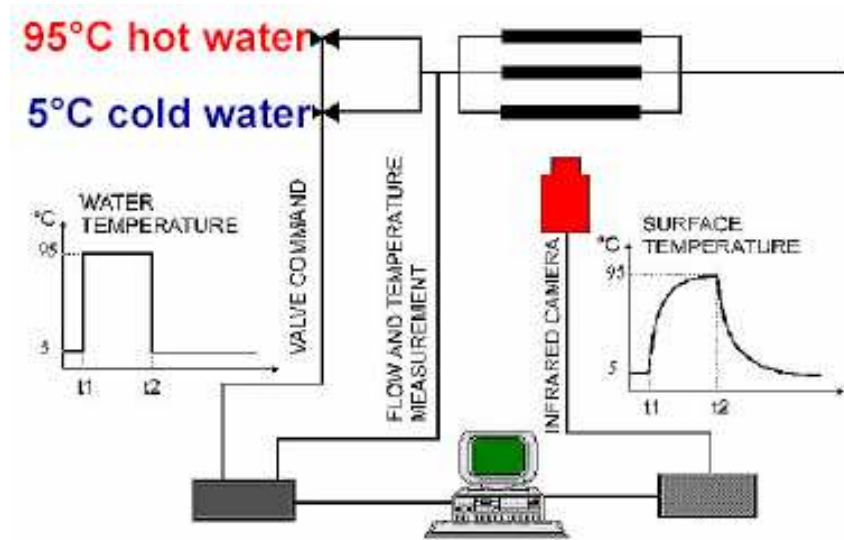 95°C hot water
5°C cold water
WATER
TEMPERATURE
°C
95
5
t1
t2
VALVE COMMAND
FLOW AND TEMPERATURE
MEASUREMENT
INFRARED CAMERA
SURFACE
TEMPERATURE
°C
95
5
t1
t2